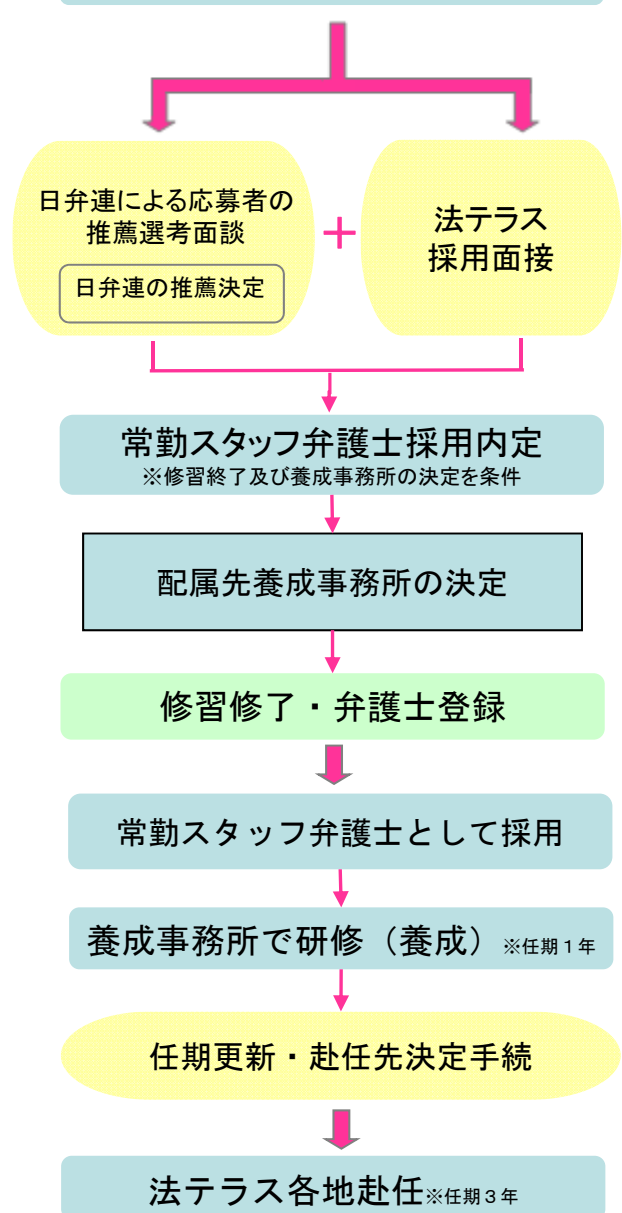 日弁連による応募者の
推薦選考面談
日弁連の推薦決定
+
法テラス
採用面接
常勤スタッフ弁護士採用内定
※修習終了及び養成事務所の決定を条件
配属先養成事務所の決定
修習修了・弁護士登録
常勤スタッフ弁護士として採用
養成事務所で研修（養成）※任期１年
任期更新・赴任先決定手続
法テラス各地赴任※任期３年